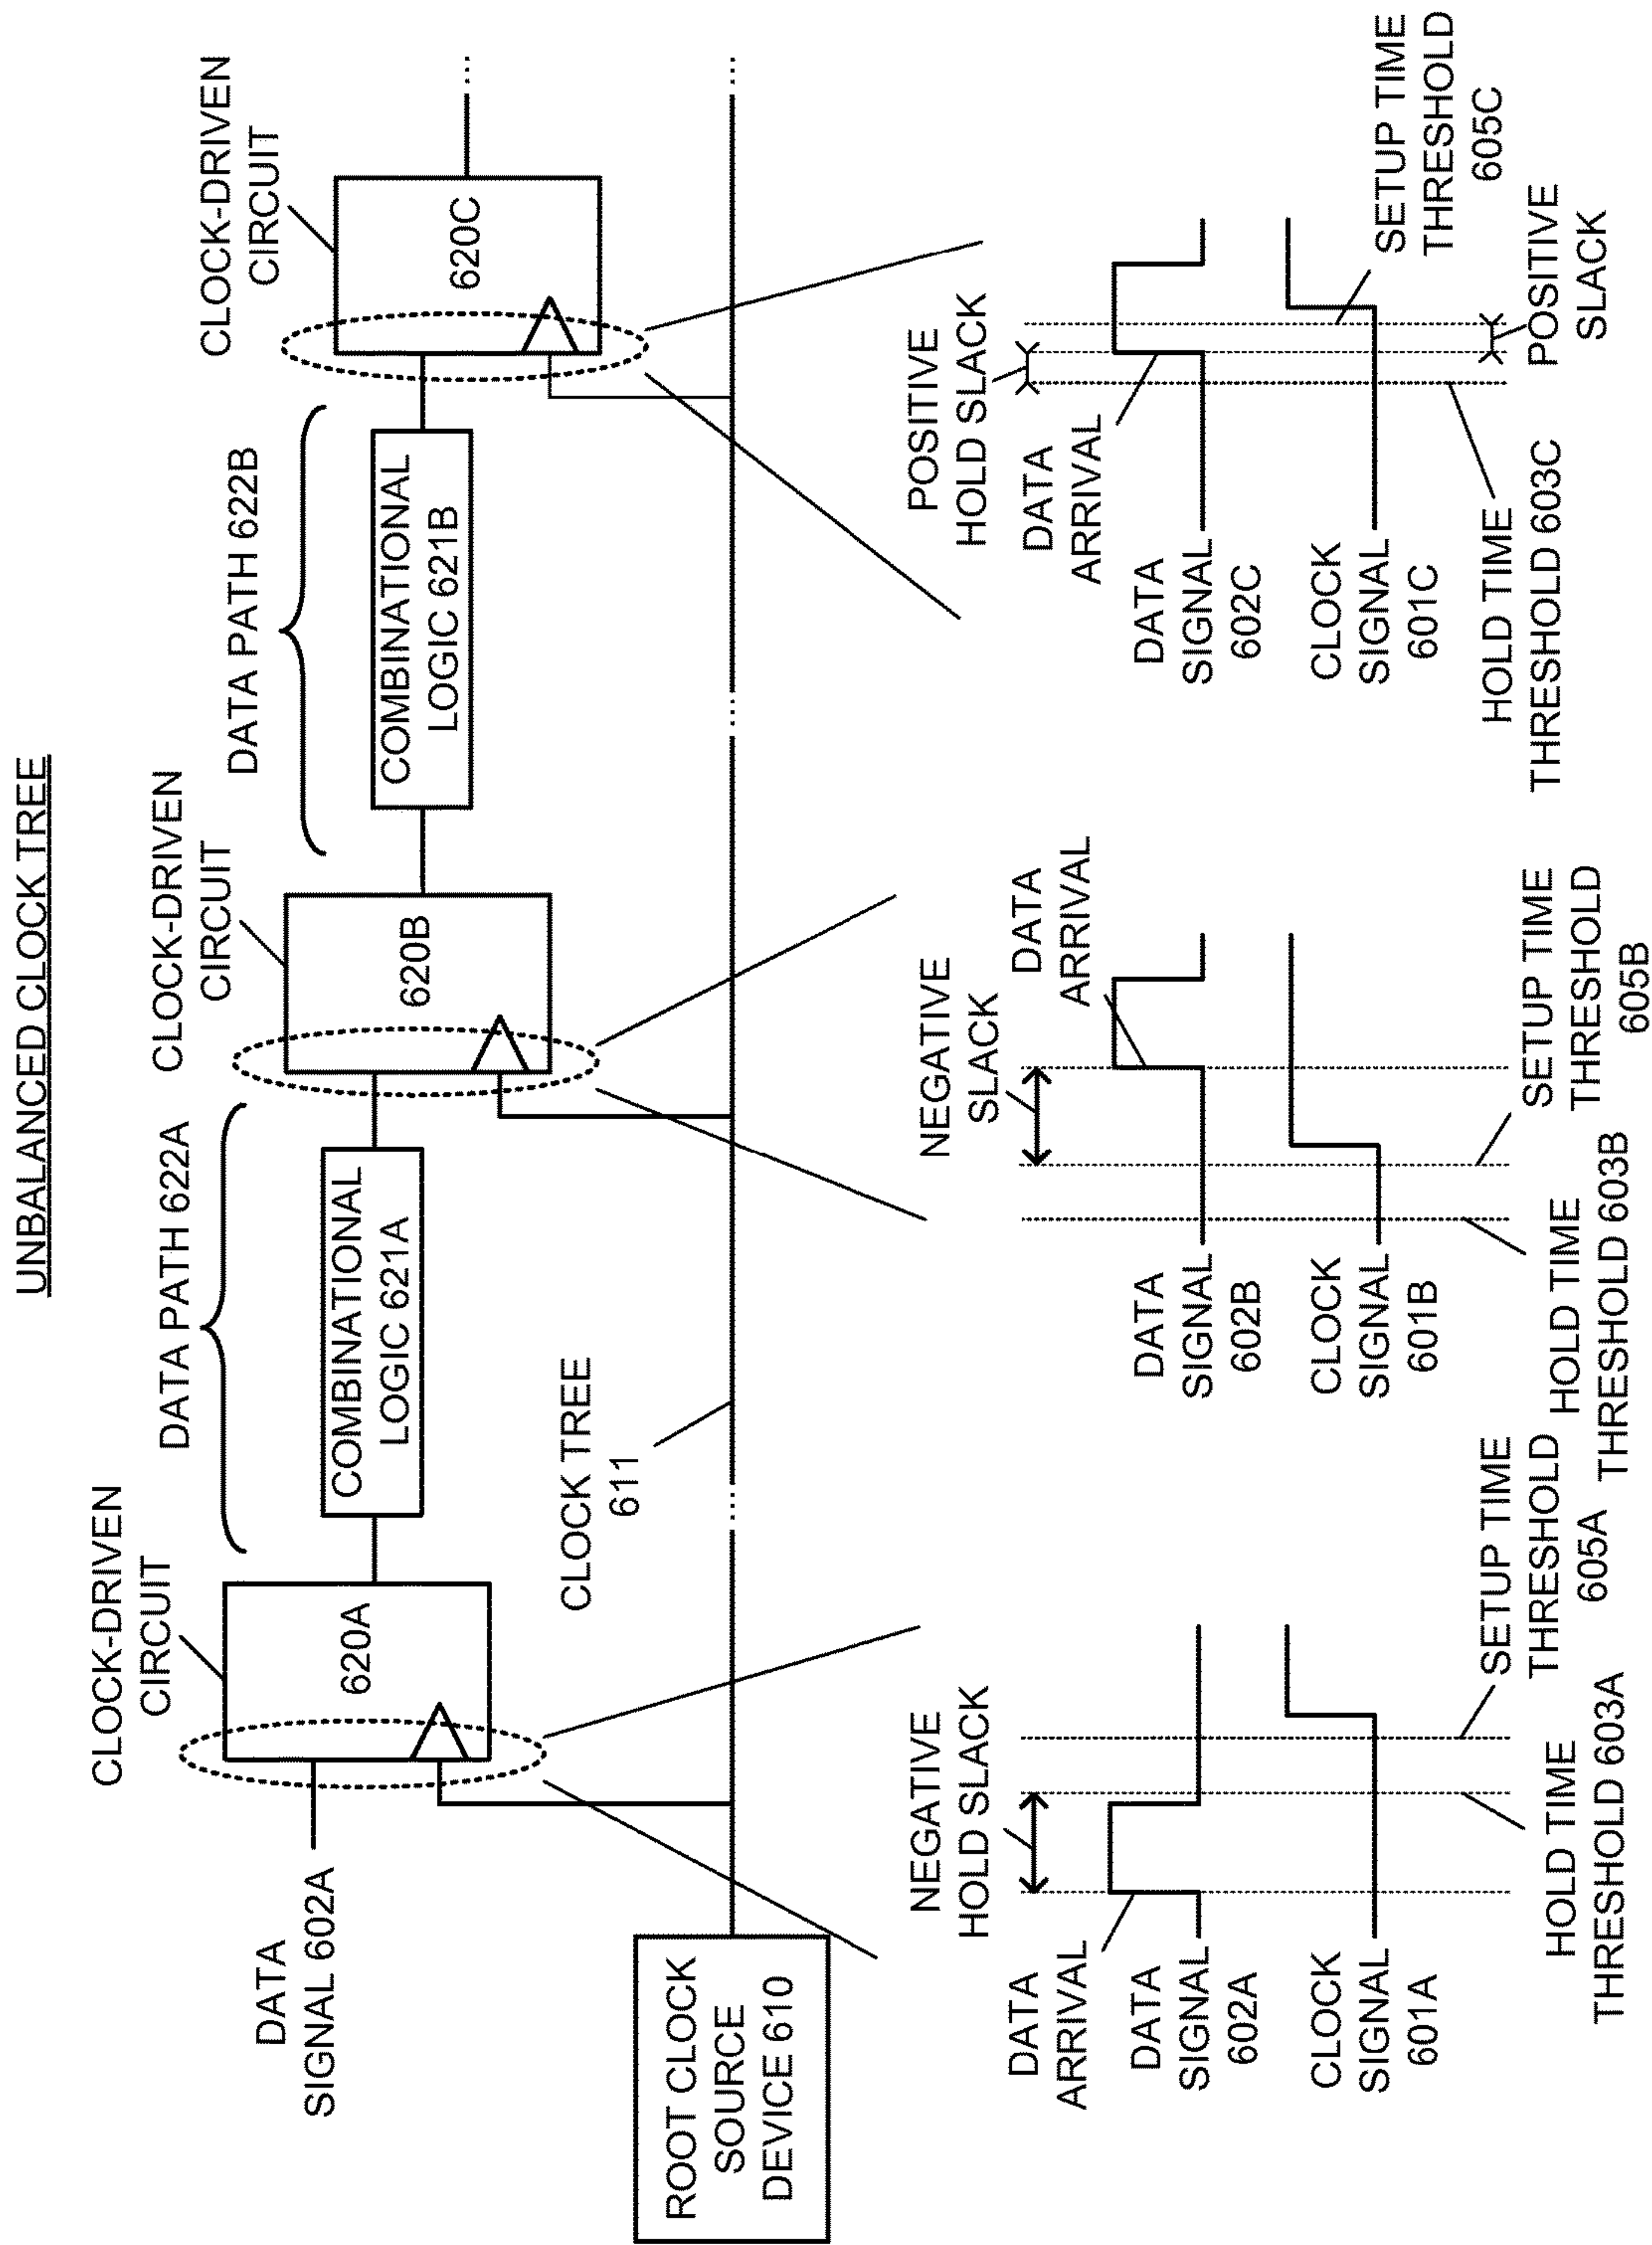 UNBALANCED CLOCK TREE
CLOCK-DRIVEN
CIRCUIT
620A
DATA
SIGNAL 602A
DATA PATH 622A
COMBINATIONAL
LOGIC 621A
CLOCK-DRIVEN
CIRCUIT
620B
DATA PATH 622B
COMBINATIONAL
LOGIC 621B
CLOCK-DRIVEN
CIRCUIT
620C
...
ROOT CLOCK
SOURCE
DEVICE 610
...
CLOCK TREE
611
...
...
NEGATIVE
HOLD SLACK
DATA
ARRIVAL
DATA
SIGNAL
602A
CLOCK
SIGNAL
601A
HOLD TIME
THRESHOLD 603A
SETUP TIME
THRESHOLD
605A
NEGATIVE
SLACK
DATA
ARRIVAL
DATA
SIGNAL
602B
CLOCK
SIGNAL
601B
HOLD TIME
THRESHOLD 603B
SETUP TIME
THRESHOLD
605B
POSITIVE
HOLD SLACK
DATA
ARRIVAL
DATA
SIGNAL
602C
CLOCK
SIGNAL
601C
HOLD TIME
THRESHOLD 603C
SETUP TIME
THRESHOLD
605C
POSITIVE
SLACK